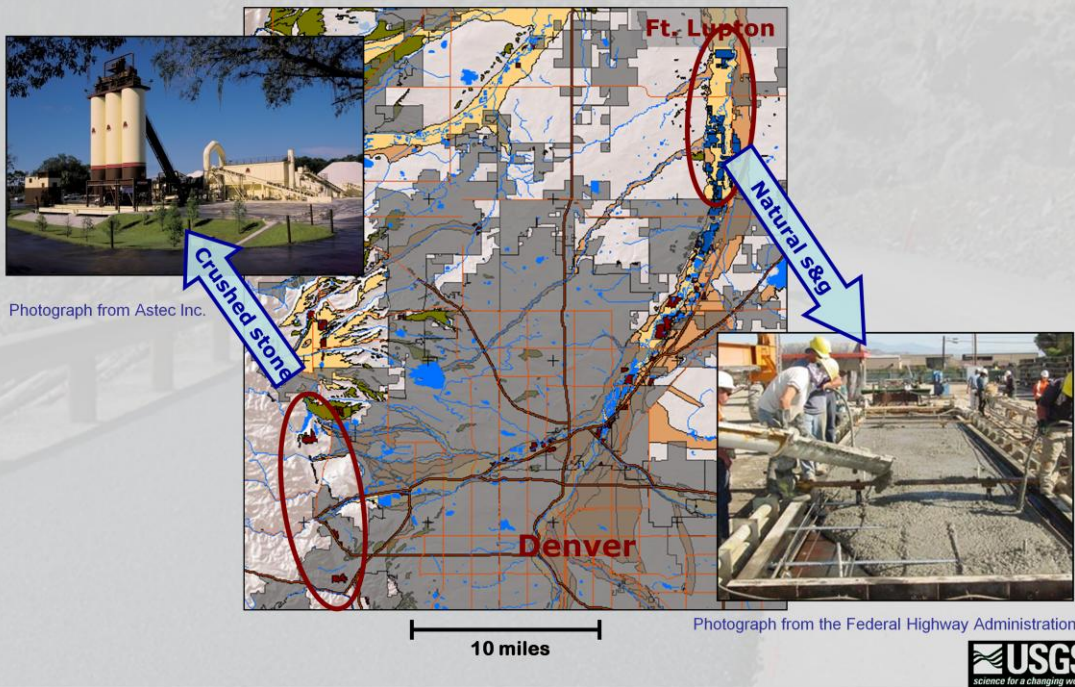 Ft. Lupton
Crushed stone
Natural s&g
Photograph from Astec Inc.
Denver
10 miles
Photograph from the Federal Highway Administration
USGS
science for a changing wo